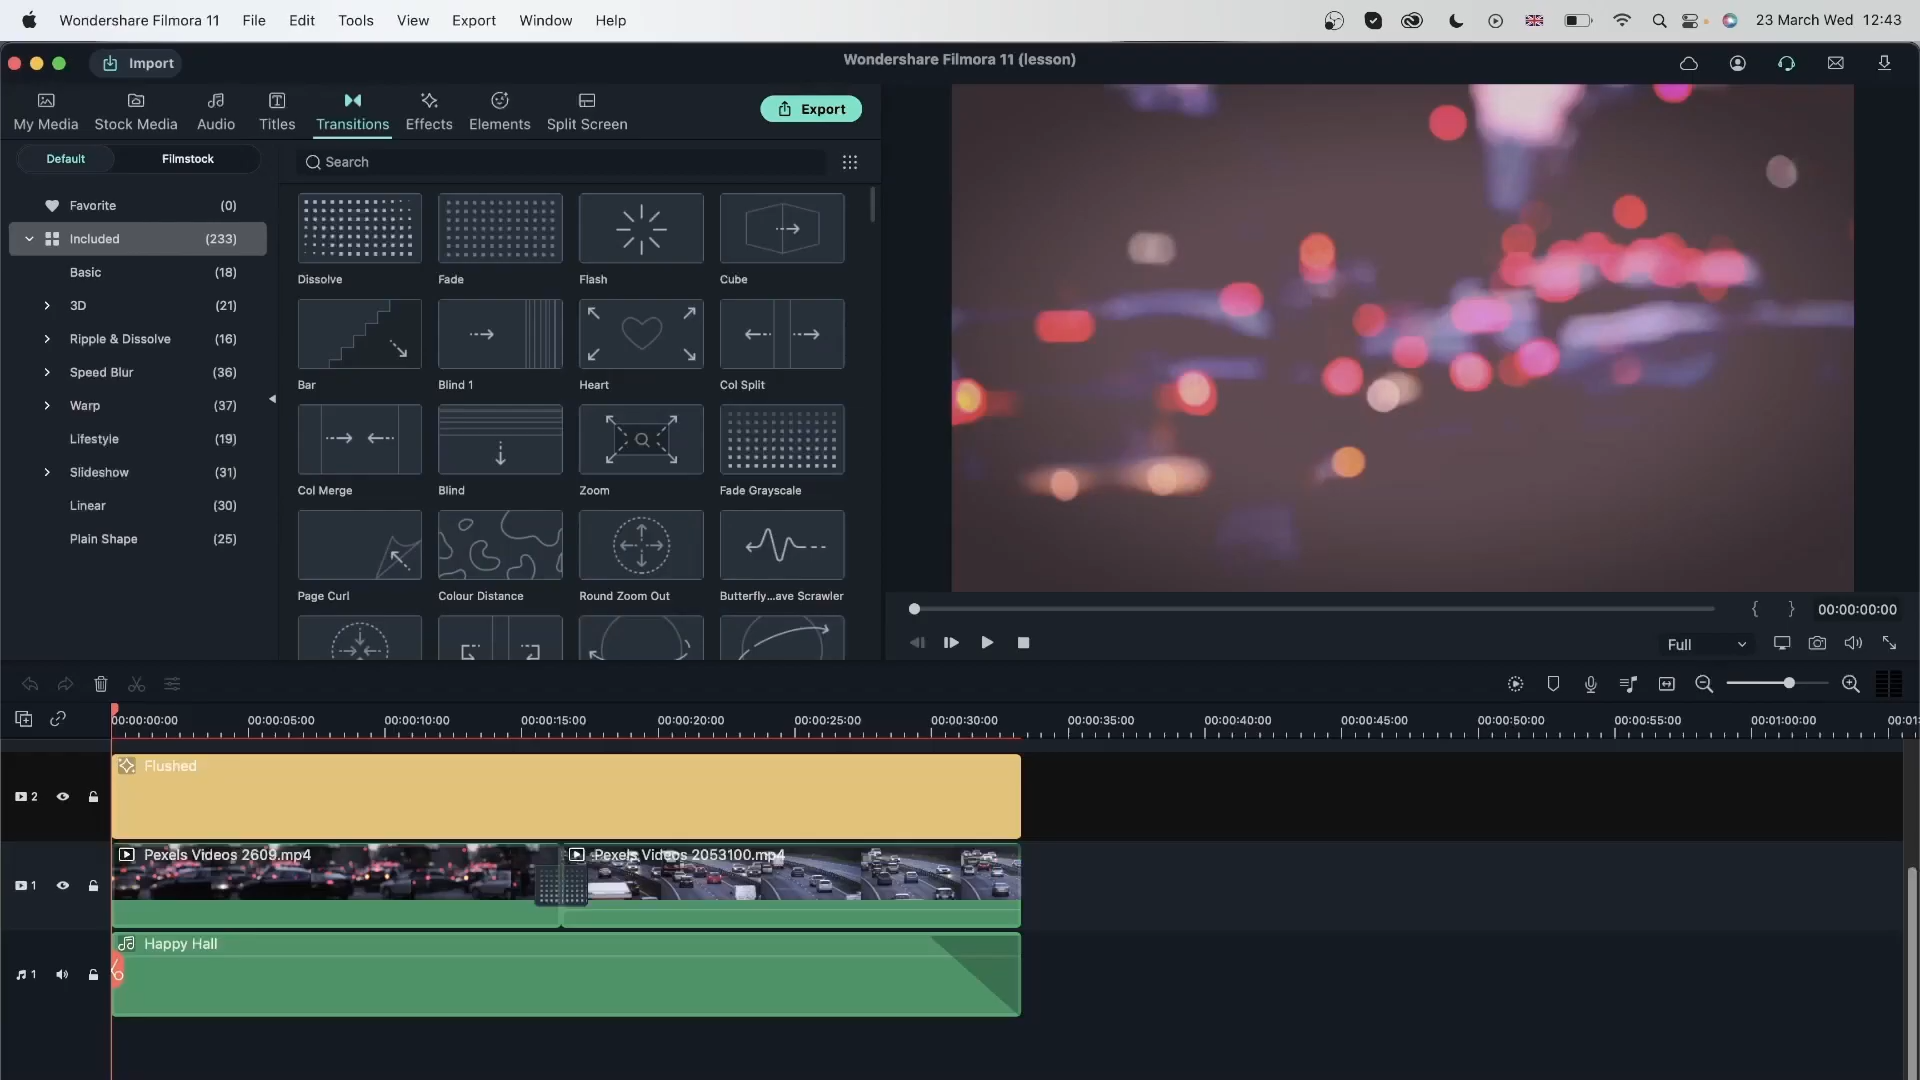 Wondershare Filmora 11 File Edit Tools View Export Window Help 23 March Wed 12:43
Import Wondershare Filmora 11 (lesson)
My Media Stock Media Audio Titles Transitions Effects Elements Split Screen Export
Default Filmstock
Search
Favorite (0)
Included (233)
Basic (18)
3D (21)
Ripple & Dissolve (16)
Speed Blur (36)
Warp (37)
Lifestyle (19)
Slideshow (31)
Linear (30)
Plain Shape (25)
Dissolve Fade Flash Cube
Bar Blind 1 Heart Col Split
Col Merge Blind Zoom Fade Grayscale
Page Curl Colour Distance Round Zoom Out Butterfly...ave Scrawler
{ } 00:00:00:00
Full
00:00:00:00 00:00:05:00 00:00:10:00 00:00:15:00 00:00:20:00 00:00:25:00 00:00:30:00 00:00:35:00 00:00:40:00 00:00:45:00 00:00:50:00 00:00:55:00 00:01:00:00
Flushed
2
Pexels Videos 2609.mp4 Pexels Videos 2053100.mp4
1
Happy Hall
1